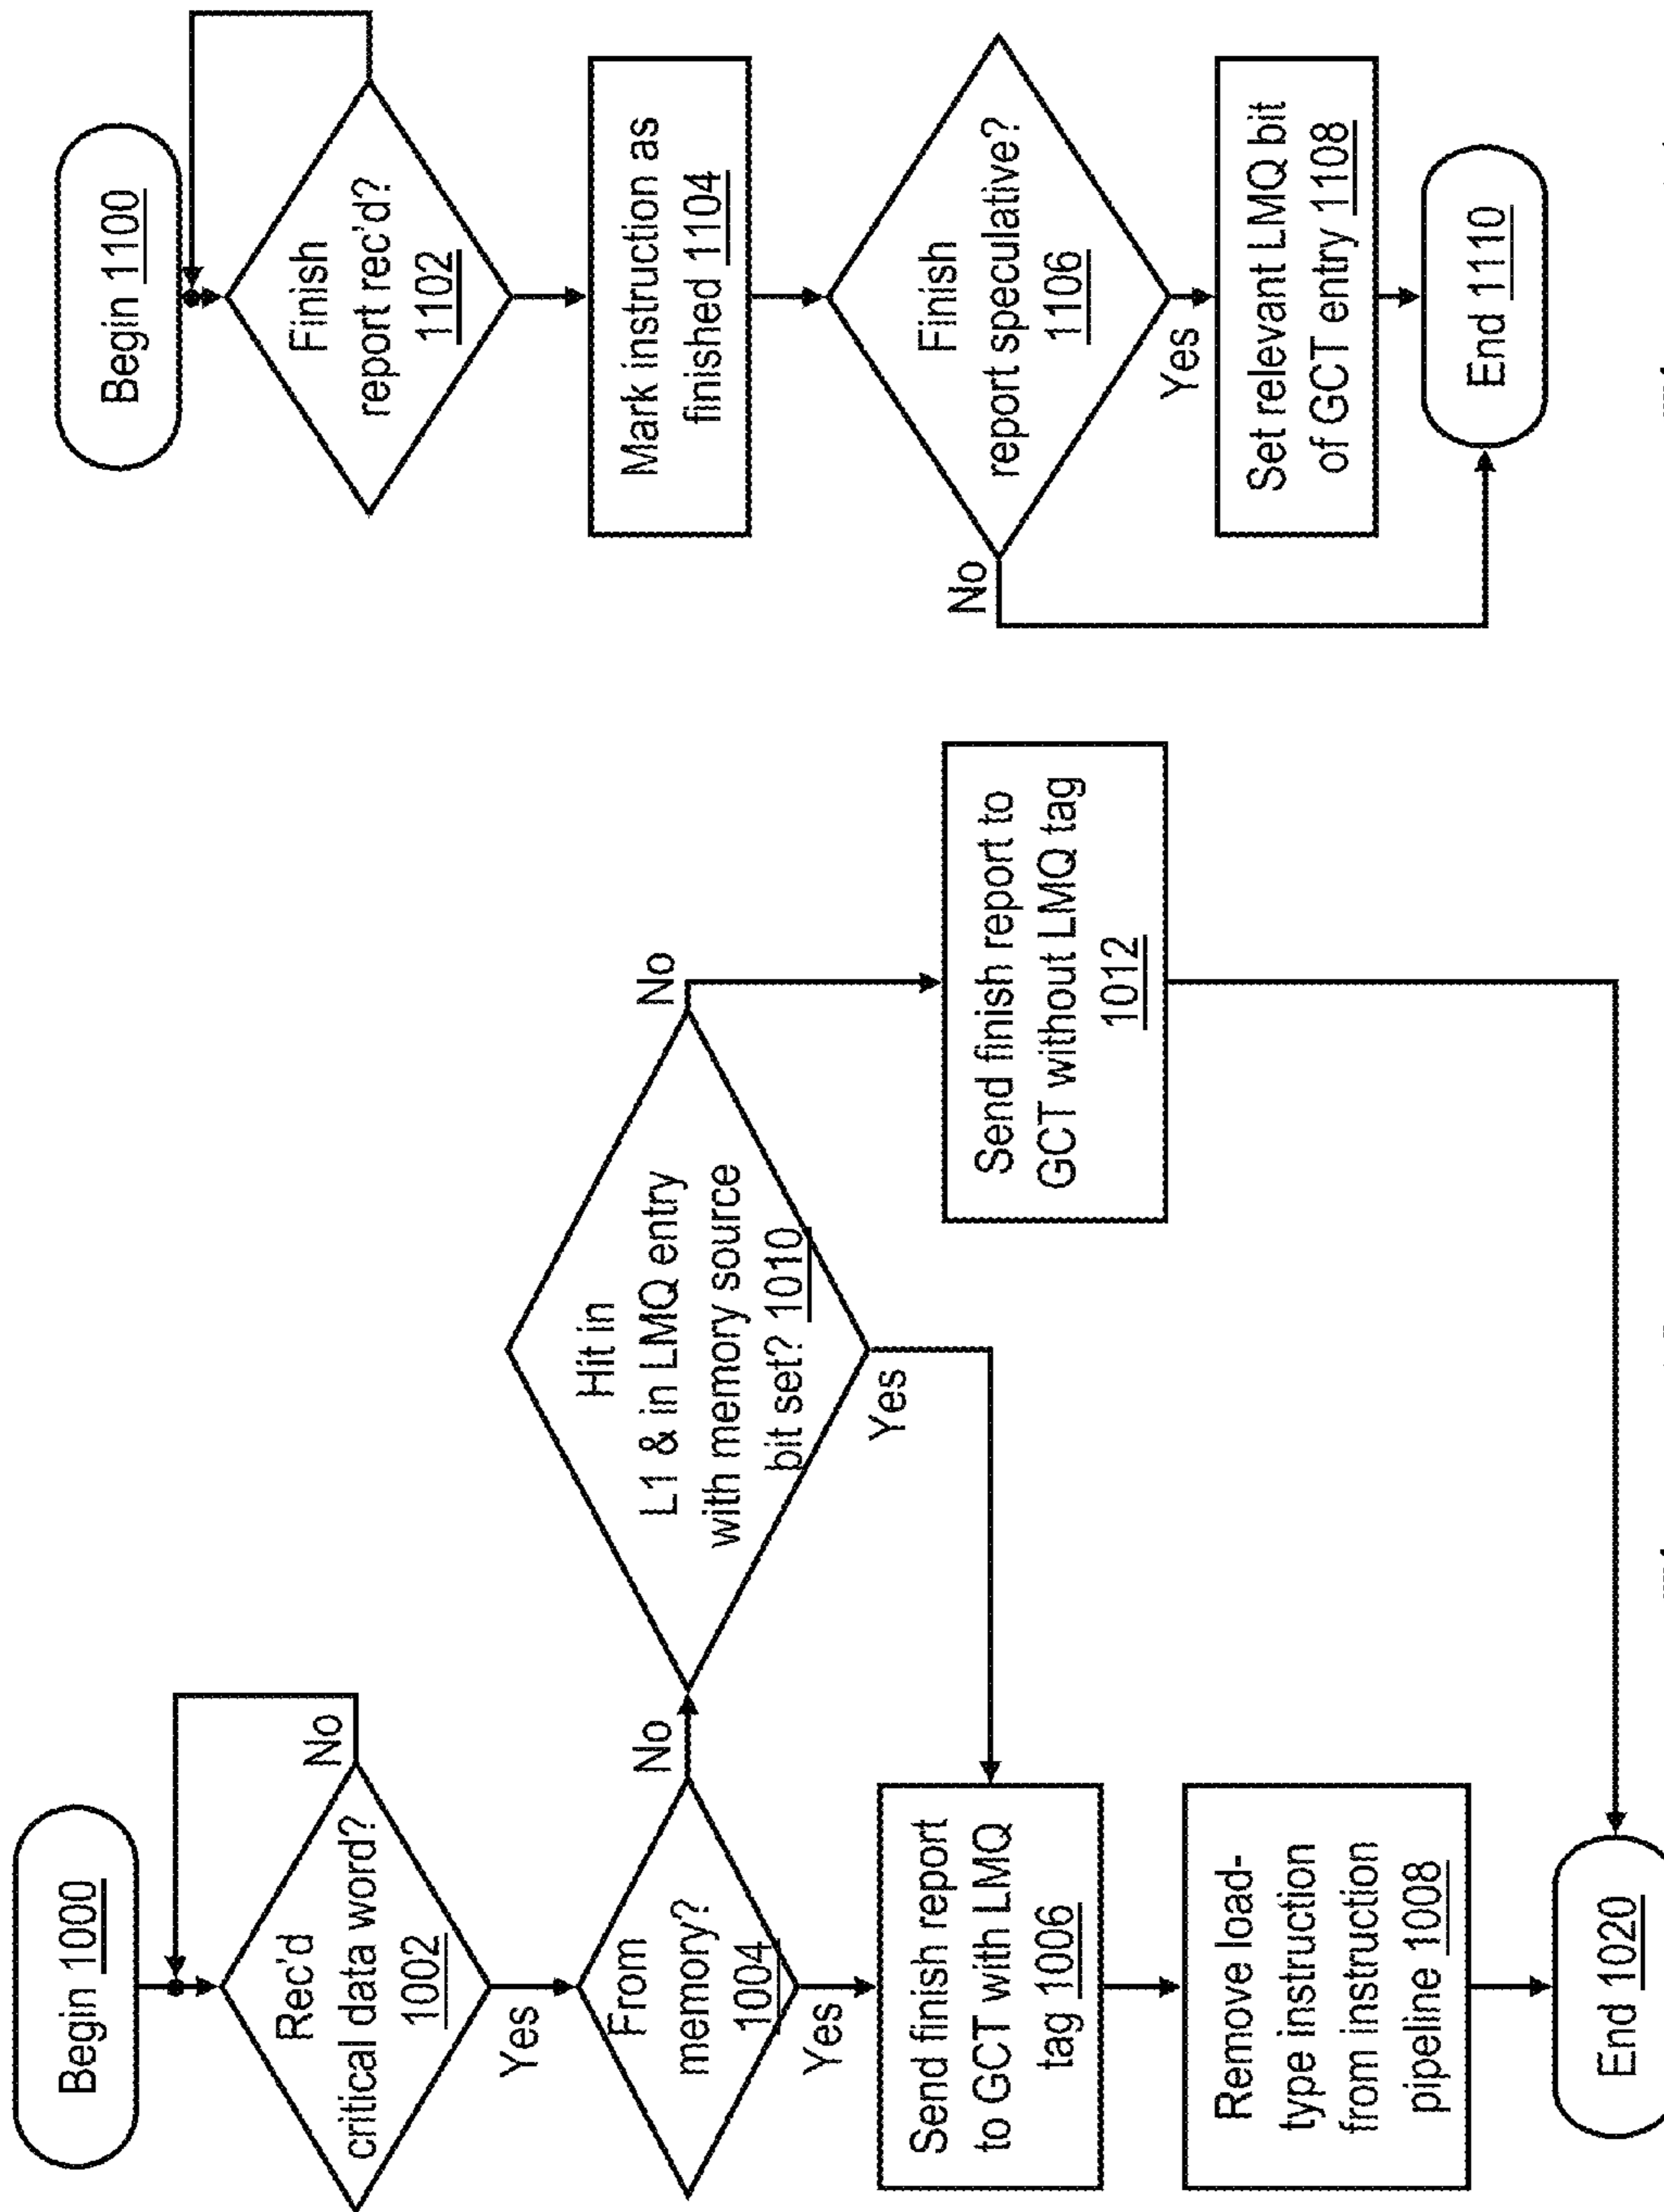 Begin 1000
Rec'd
critical data word?
1002
No
Yes
From
memory?
1004
No
Yes
Hit in
L1 & in LMQ entry
with memory source
bit set? 1010
No
Yes
Send finish report
to GCT with LMQ
tag 1006
Send finish report to
GCT without LMQ tag
1012
Remove load-
type instruction
from instruction
pipeline 1008
End 1020
Begin 1100
Finish
report rec'd?
1102
Mark instruction as
finished 1104
Finish
report speculative?
1106
No
Yes
Set relevant LMQ bit
of GCT entry 1108
End 1110